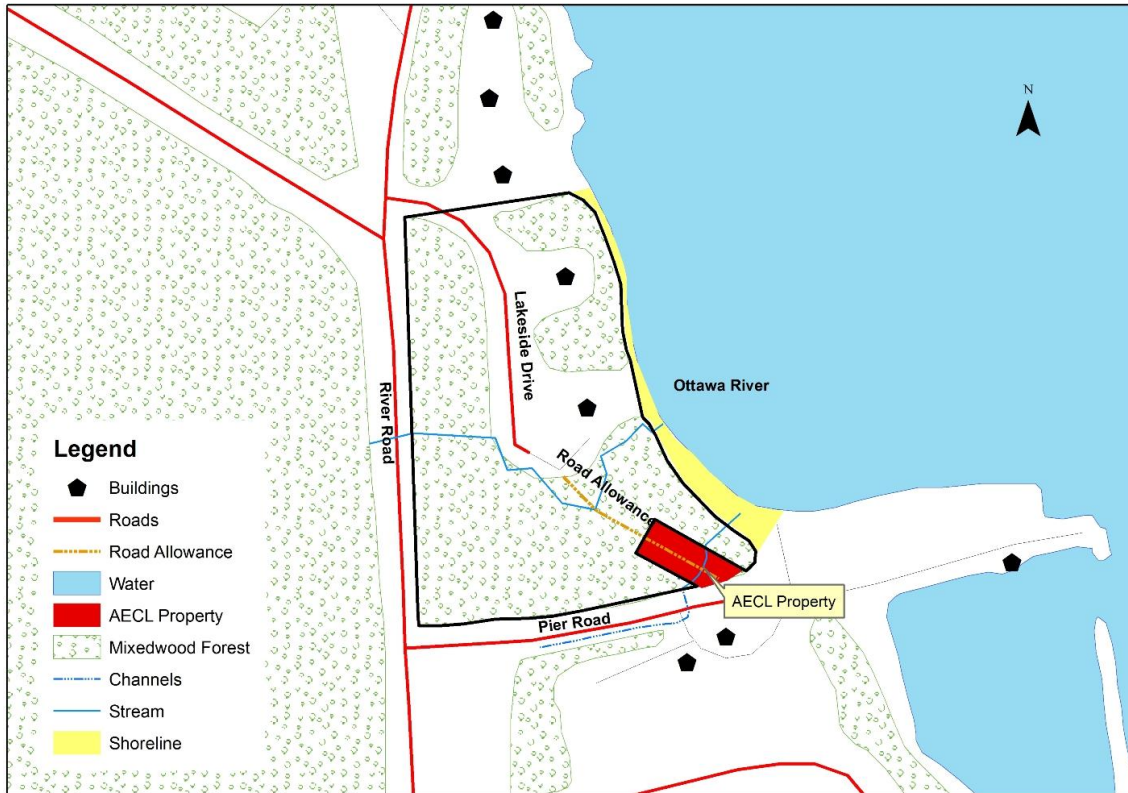 N
Lakeside Drive
Ottawa River
River Road
Road Allowance
AECL Property
Pier Road
Legend
Buildings
Roads
Road Allowance
Water
AECL Property
Mixedwood Forest
Channels
Stream
Shoreline